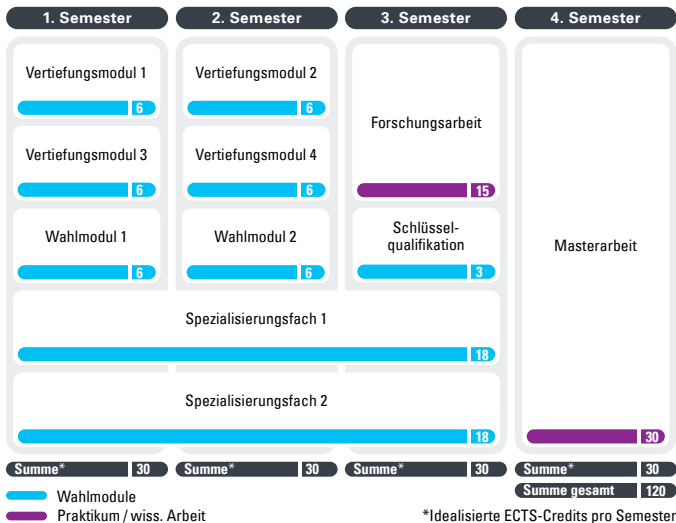 1. Semester
2. Semester
3. Semester
4. Semester
Vertiefungsmodul 1
6
Vertiefungsmodul 2
6
Forschungsarbeit
15
Vertiefungsmodul 3
6
Vertiefungsmodul 4
6
Wahlmodul 1
6
Wahlmodul 2
6
Schlüssel-
qualifikation
3
Masterarbeit
30
Spezialisierungsfach 1
18
Spezialisierungsfach 2
18
Summe* 30
Summe* 30
Summe* 30
Summe* 30
Summe gesamt 120
Wahlmodule
Praktikum / wiss. Arbeit
*Idealisierte ECTS-Credits pro Semester